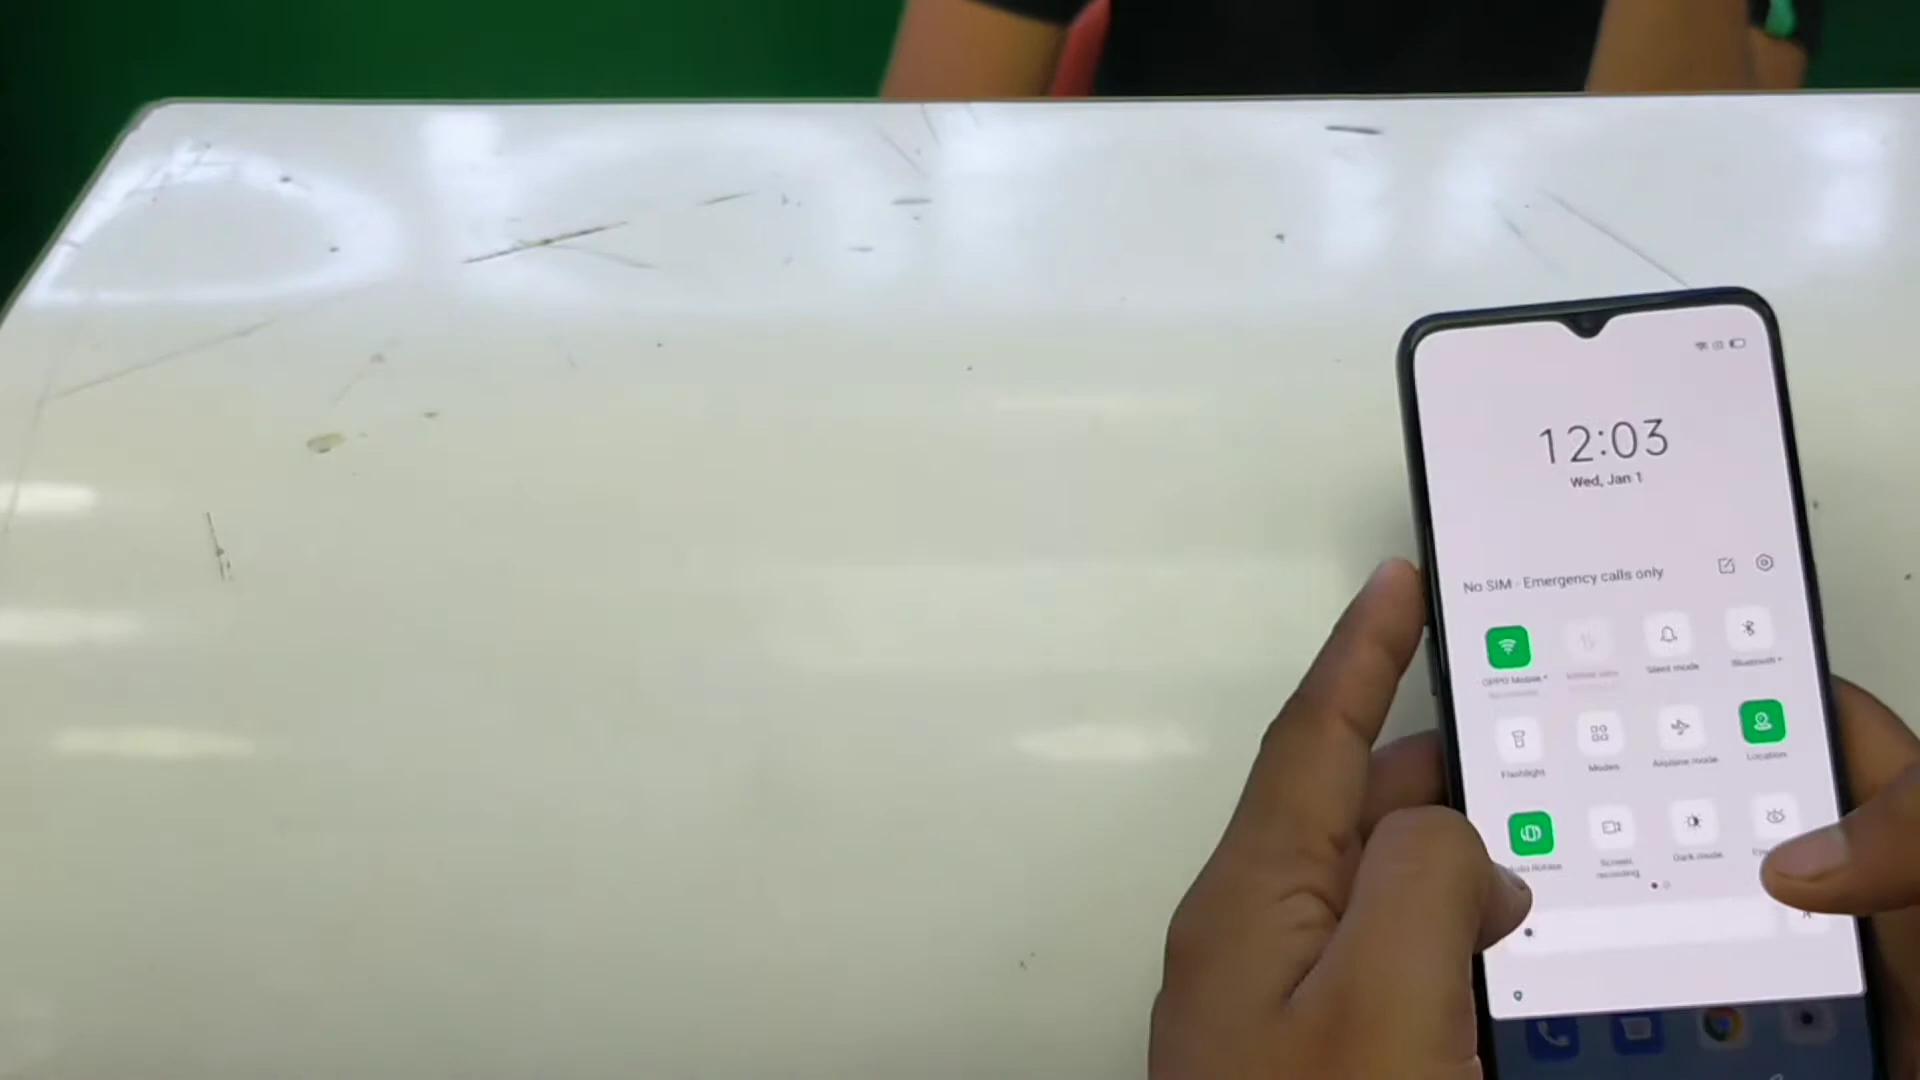 12:03
Wed, Jan 1
No SIM - Emergency calls only
OPPO Mobile
Silent mode
Bluetooth
Flashlight
Modes
Airplane mode
Location
Auto Rotate
Screen
recording
Dark mode